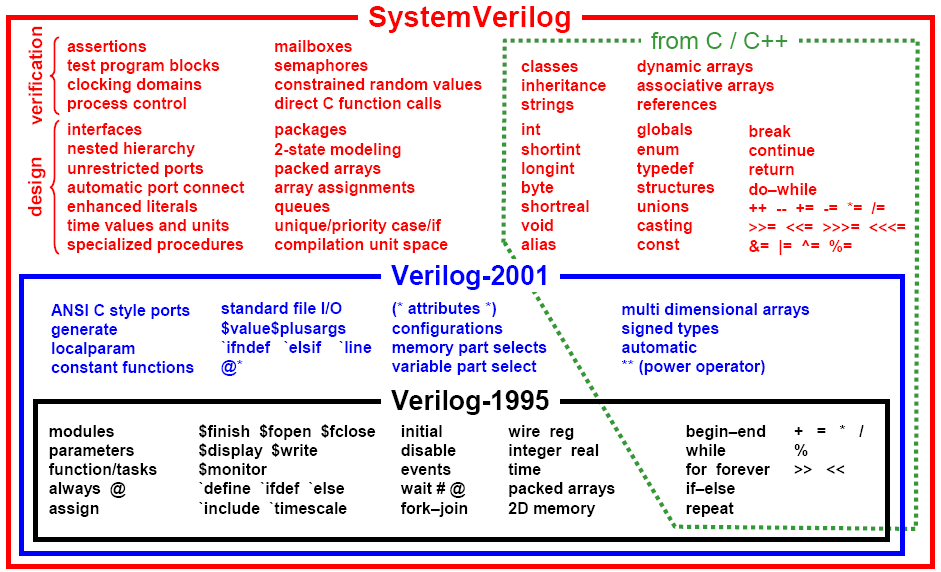 SystemVerilog
verification
assertions mailboxes
test program blocks semaphores
clocking domains constrained random values
process control direct C function calls
from C / C++
classes dynamic arrays
inheritance associative arrays
strings references
design
interfaces packages
nested hierarchy 2-state modeling
unrestricted ports packed arrays
automatic port connect array assignments
enhanced literals queues
time values and units unique/priority case/if
specialized procedures compilation unit space
int globals break
shortint enum continue
longint typedef return
byte structures do–while
shortreal unions ++ -- += -= *= /=
void casting >>= <<= >>>= <<<=
alias const &= |= ^= %=
Verilog-2001
ANSI C style ports standard file I/O (* attributes *) multi dimensional arrays
generate $value$plusargs configurations signed types
localparam `ifndef `elsif `line memory part selects automatic
constant functions @* variable part select ** (power operator)
Verilog-1995
modules $finish $fopen $fclose initial wire reg begin–end + = * /
parameters $display $write disable integer real while %
function/tasks $monitor events time for forever >> <<
always @ `define `ifdef `else wait # @ packed arrays if–else
assign `include `timescale fork–join 2D memory repeat